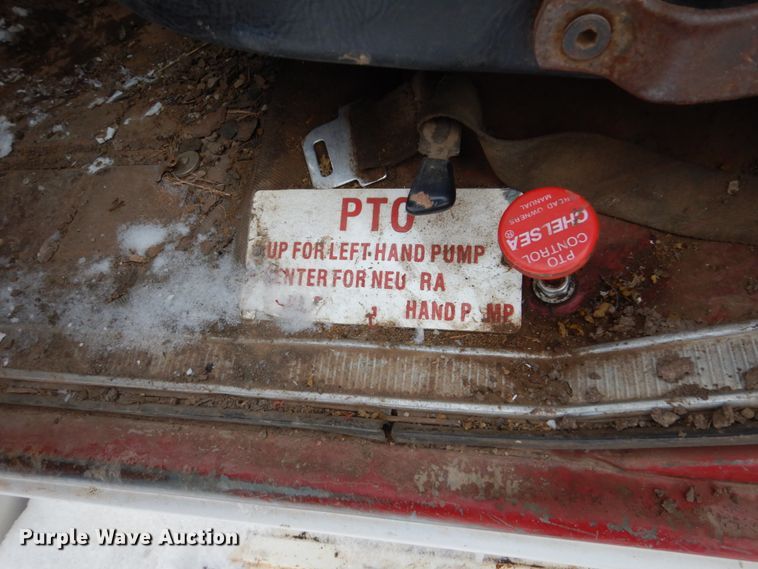 PTO
UP FOR LEFT-HAND PUMP
ENTER FOR NEU RA
HAND P MP
PTO
CONTROL
CHELSEA®
READ OWNERS
MANUAL
Purple Wave Auction